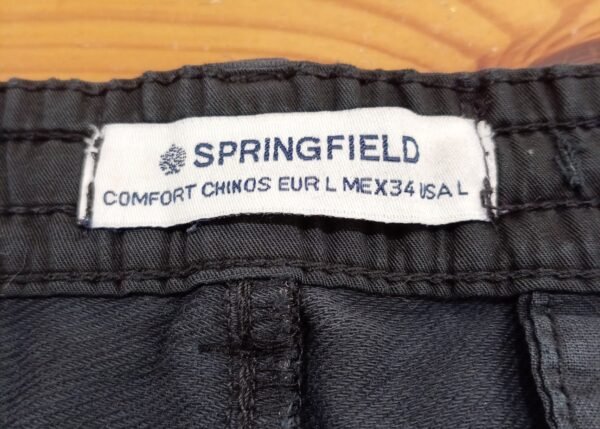 SPRINGFIELD
COMFORT CHINOS EUR L MEX34 USA L